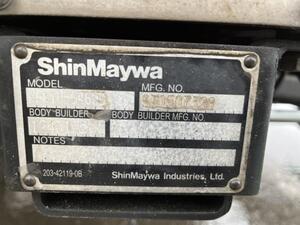 ShinMaywa
MODEL MFG. NO.
BODY BUILDER BODY BUILDER MFG. NO.
NOTES
203-42119-0B ShinMaywa Industries, Ltd.